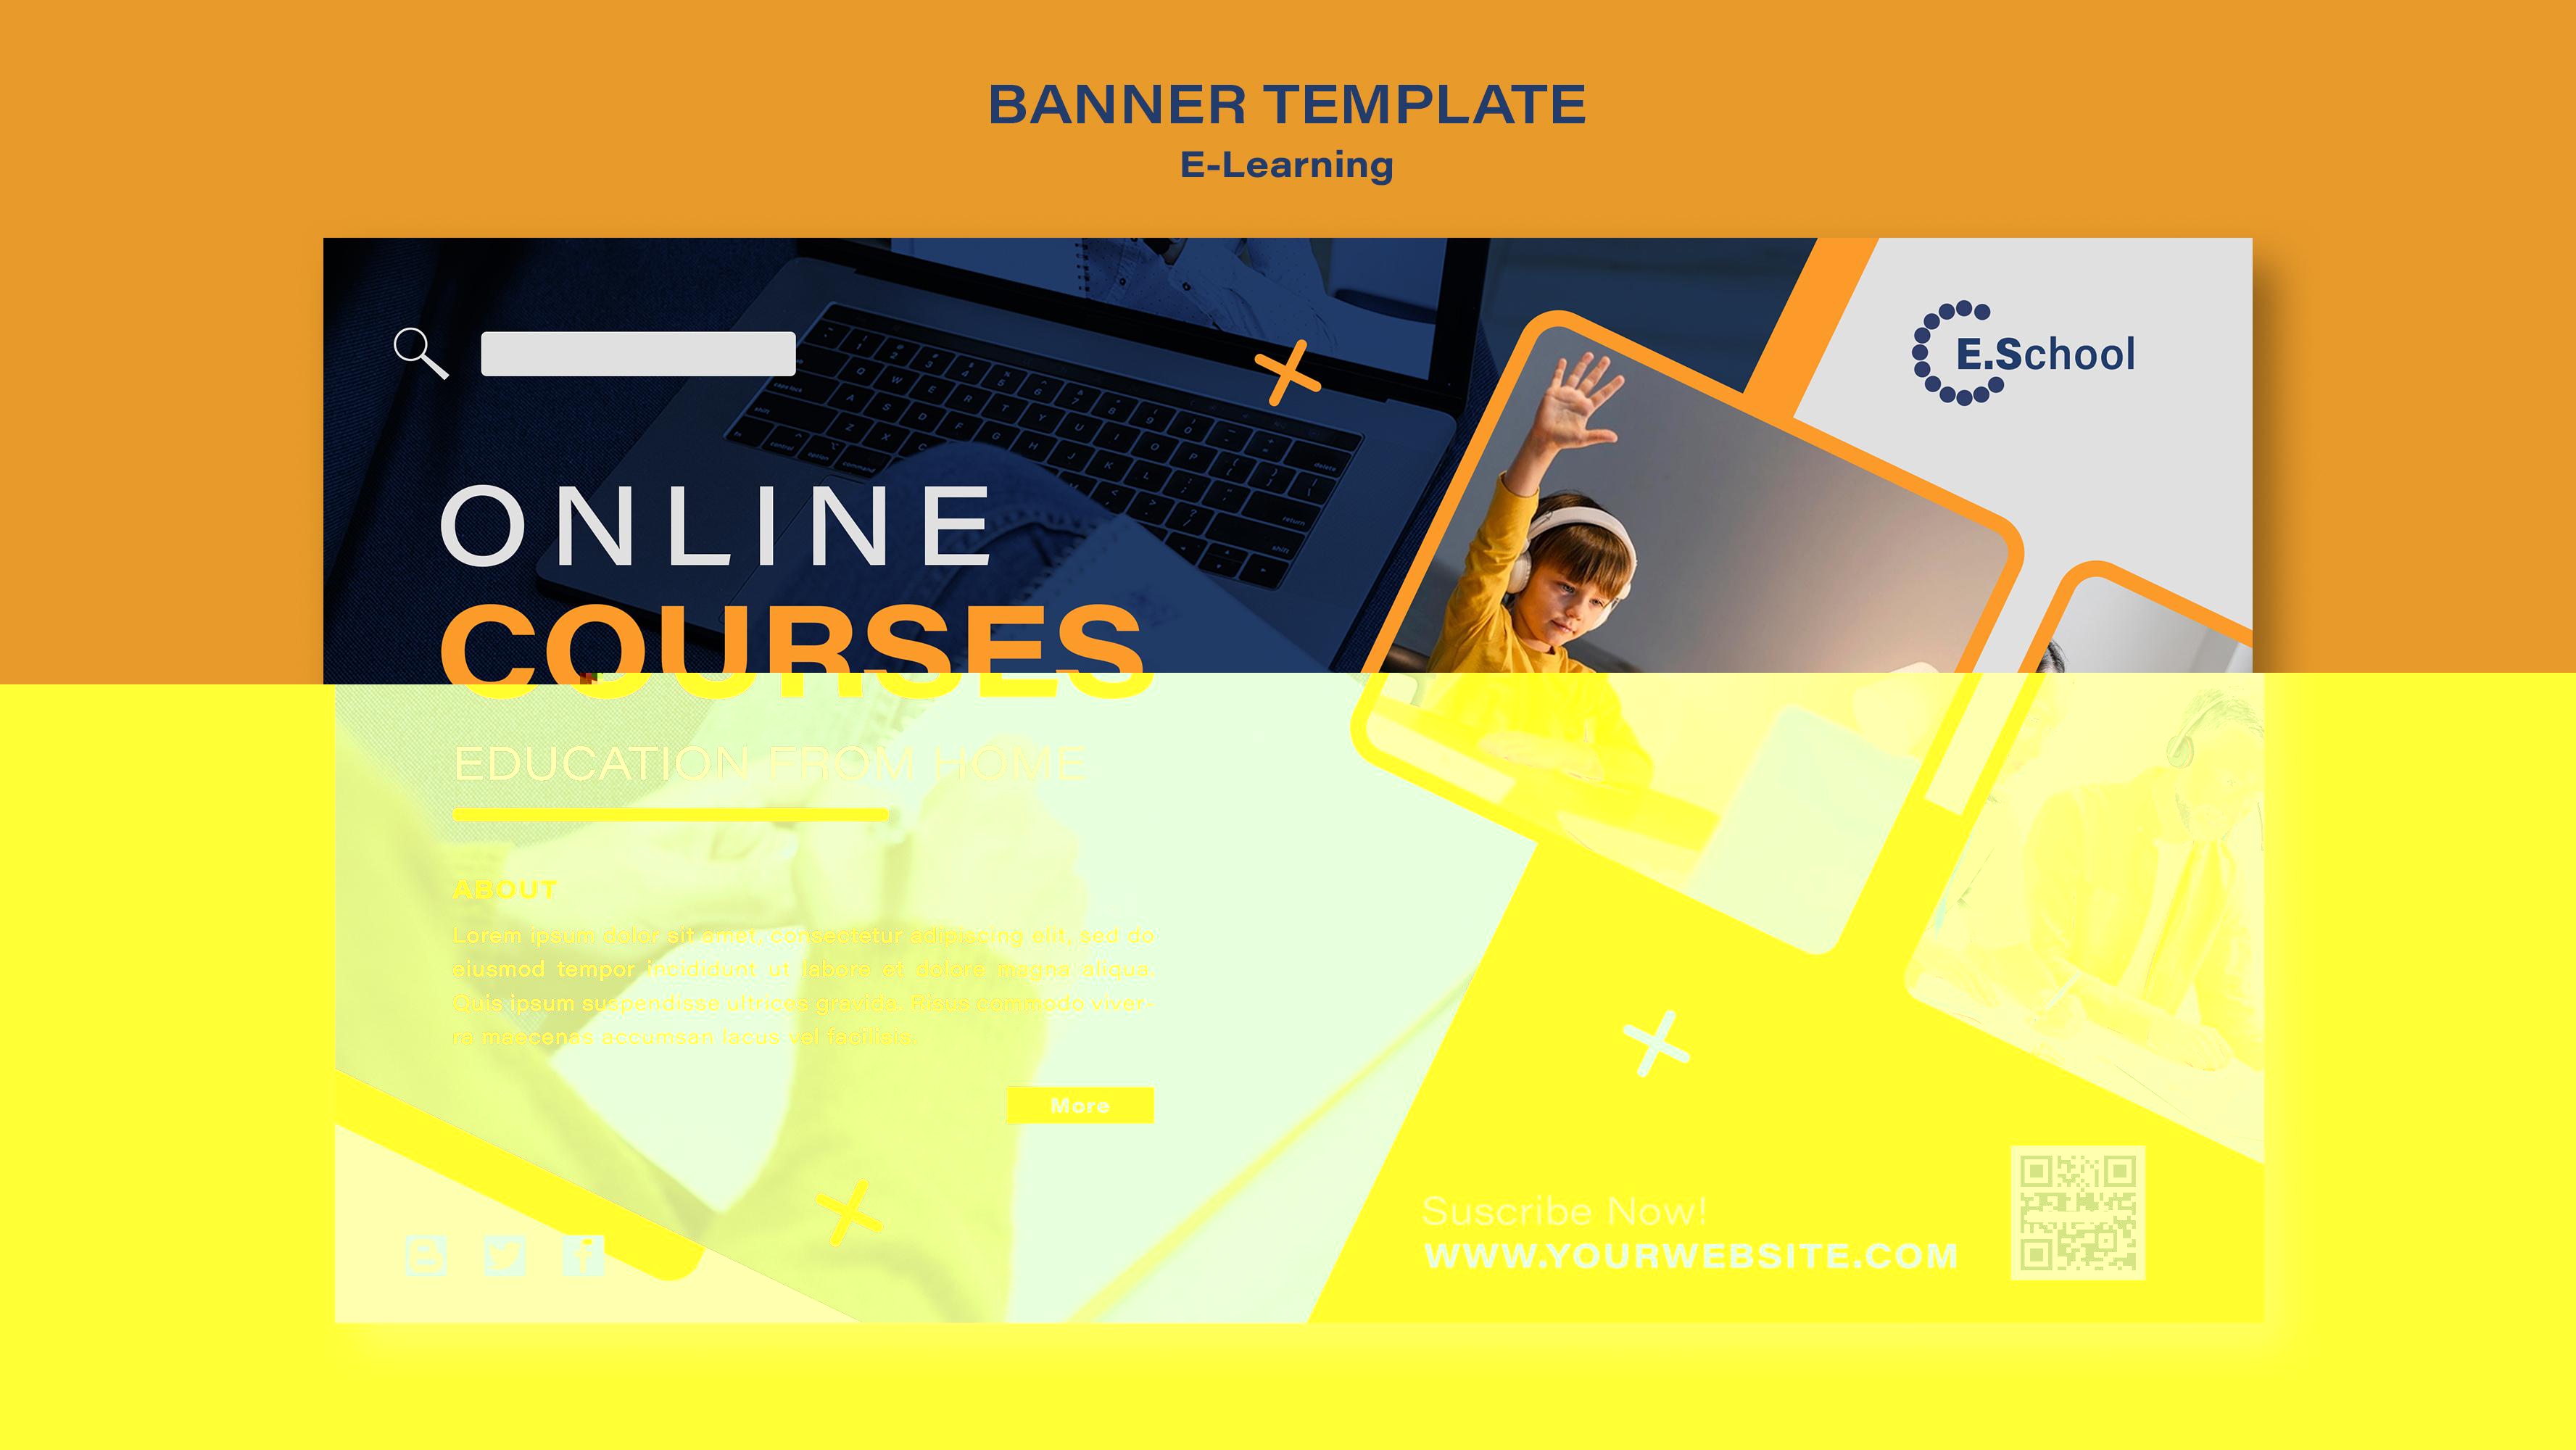 BANNER TEMPLATE
E-Learning
E.School
ONLINE
COURSES
EDUCATION FROM HOME
ABOUT
Lorem ipsum dolor sit amet, consectetur adipiscing elit, sed do
eiusmod tempor incididunt ut labore et dolore magna aliqua.
Quis ipsum suspendisse ultrices gravida. Risus commodo viver-
ra maecenas accumsan lacus vel facilisis.
More
Suscribe Now!
WWW.YOURWEBSITE.COM